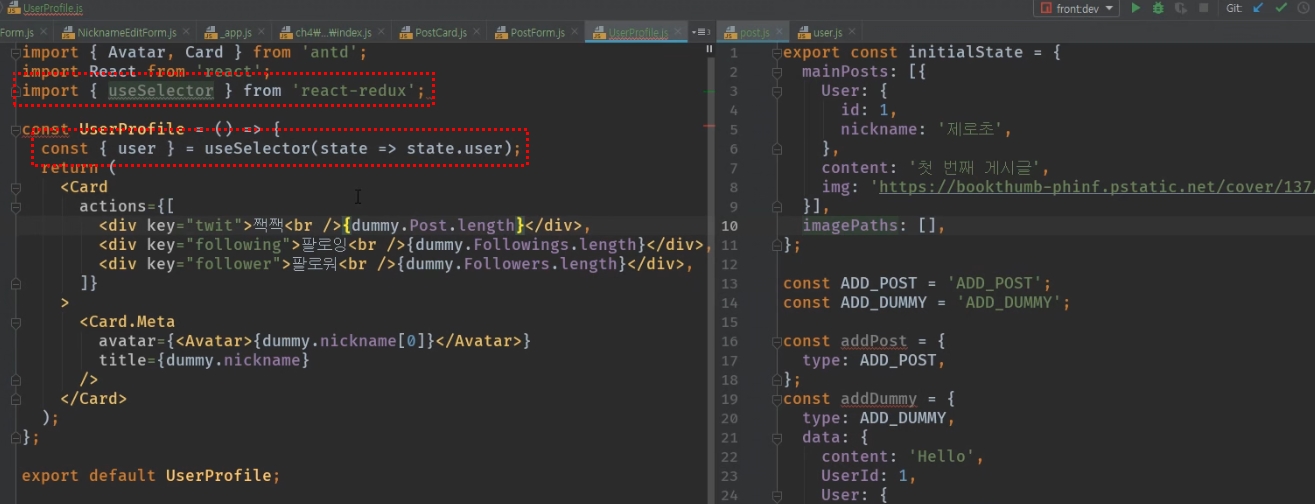 UserProfile.js
front:dev
Git:
Form.js
NicknameEditForm.js
_app.js
ch4₩...₩index.js
PostCard.js
PostForm.js
UserProfile.js
post.js
user.js
import { Avatar, Card } from 'antd';
import React from 'react';
import { useSelector } from 'react-redux';
const UserProfile = () => {
const { user } = useSelector(state => state.user);
return (
<Card
actions={[
<div key="twit">짹짹<br />{dummy.Post.length}</div>,
<div key="following">팔로잉<br />{dummy.Followings.length}</div>,
<div key="follower">팔로워<br />{dummy.Followers.length}</div>,
]}
>
<Card.Meta
avatar={<Avatar>{dummy.nickname[0]}</Avatar>}
title={dummy.nickname}
/>
</Card>
);
};
export default UserProfile;
1 export const initialState = {
2 mainPosts: [{
3 User: {
4 id: 1,
5 nickname: '제로초',
6 },
7 content: '첫 번째 게시글',
8 img: 'https://bookthumb-phinf.pstatic.net/cover/137
9 }],
10 imagePaths: [],
11 };
12
13 const ADD_POST = 'ADD_POST';
14 const ADD_DUMMY = 'ADD_DUMMY';
15
16 const addPost = {
17 type: ADD_POST,
18 };
19 const addDummy = {
20 type: ADD_DUMMY,
21 data: {
22 content: 'Hello',
23 UserId: 1,
24 User: {